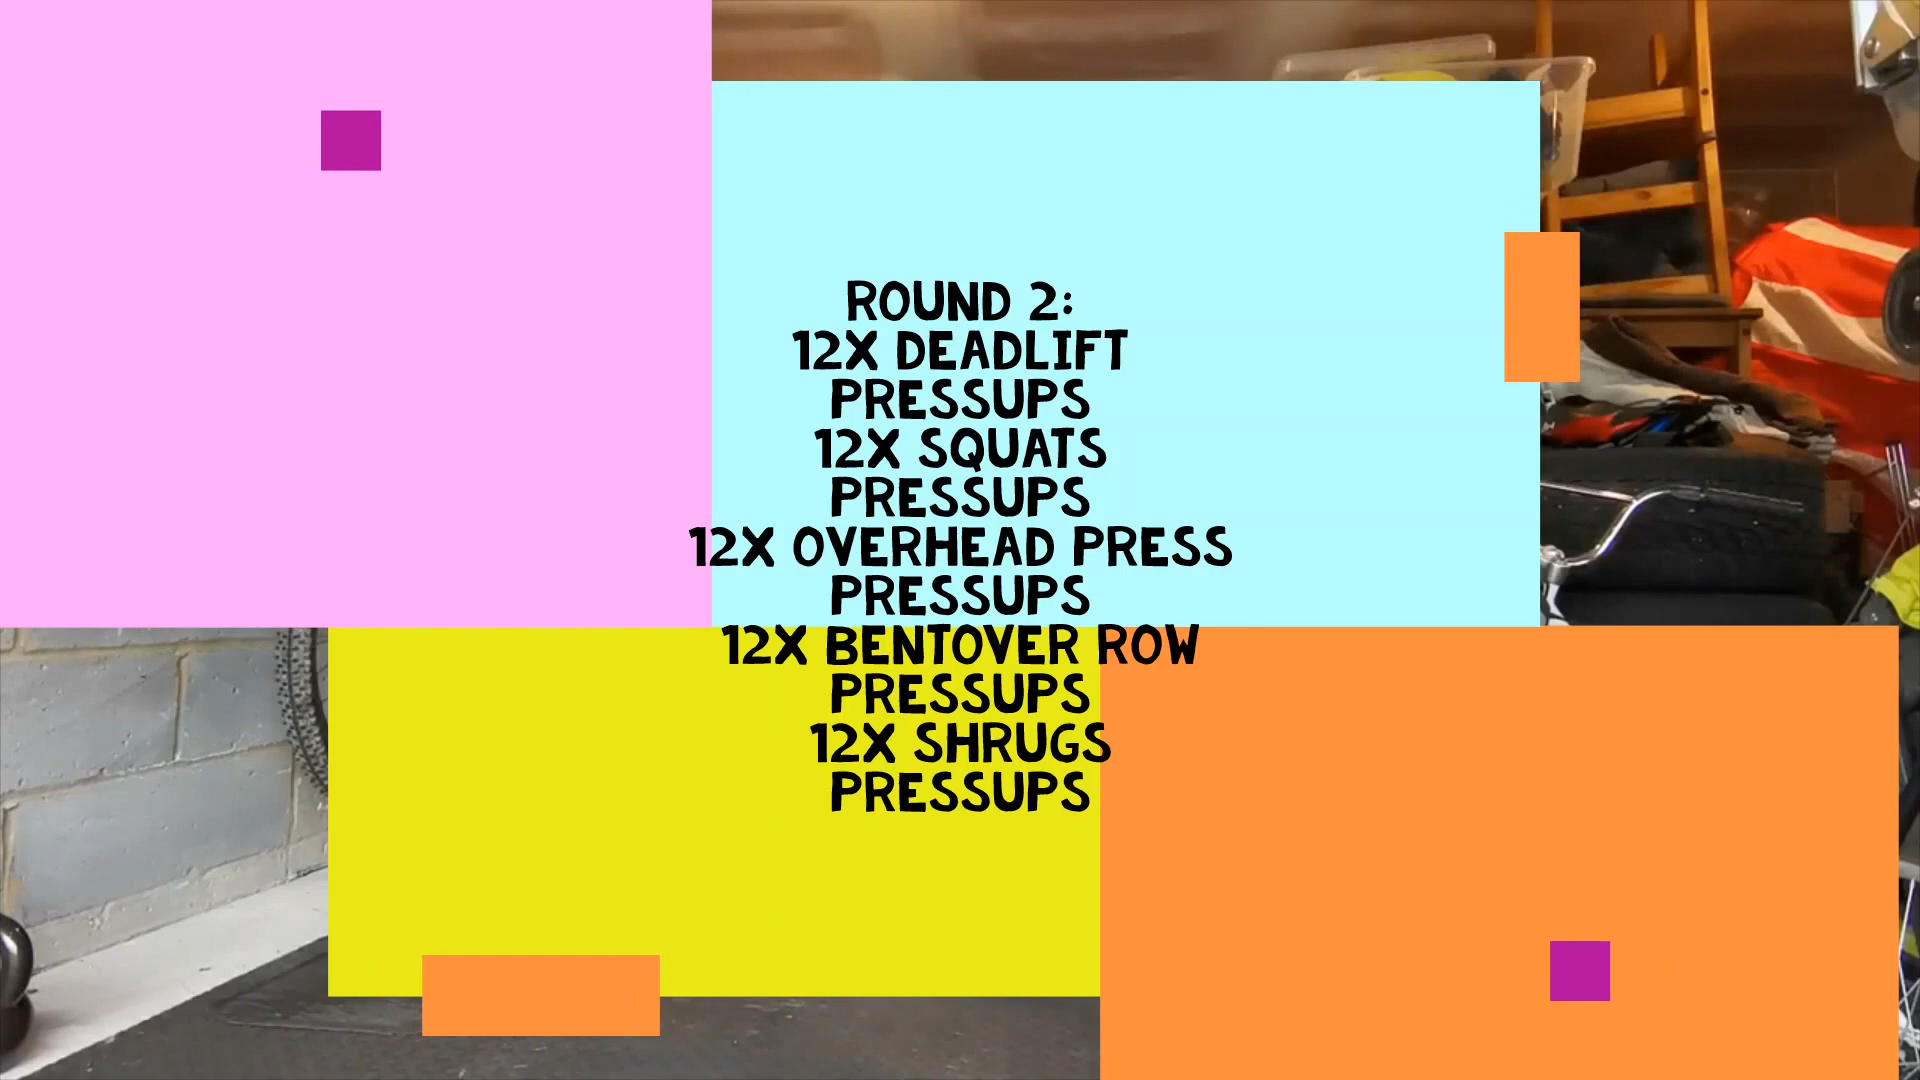 ROUND 2:
12X DEADLIFT
PRESSUPS
12X SQUATS
PRESSUPS
12X OVERHEAD PRESS
PRESSUPS
12X BENTOVER ROW
PRESSUPS
12X SHRUGS
PRESSUPS